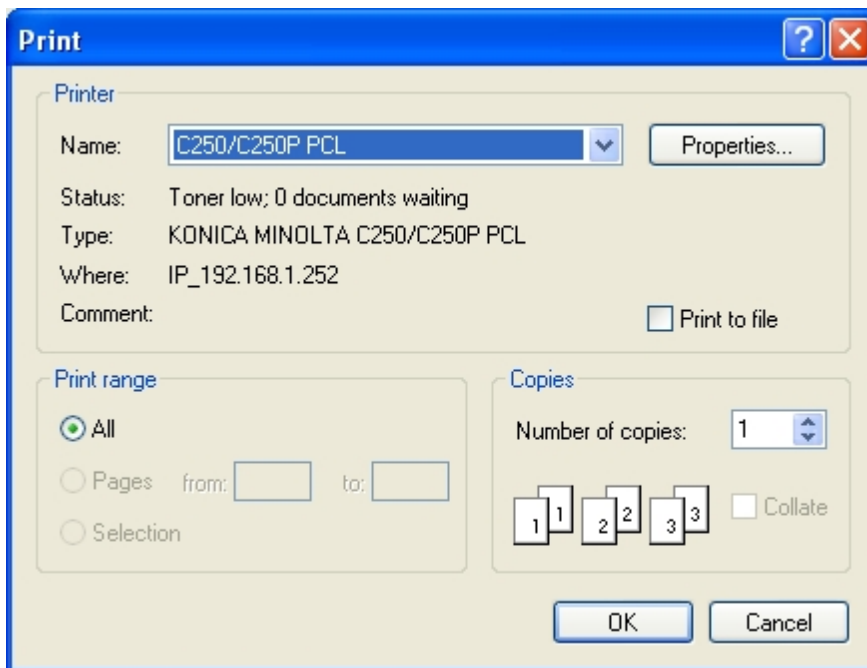 Print
Printer
Name: C250/C250P PCL Properties...
Status: Toner low; 0 documents waiting
Type: KONICA MINOLTA C250/C250P PCL
Where: IP_192.168.1.252
Comment: Print to file
Print range
All
Pages from: to:
Selection
Copies
Number of copies: 1
1 1 2 2 3 3 Collate
OK Cancel